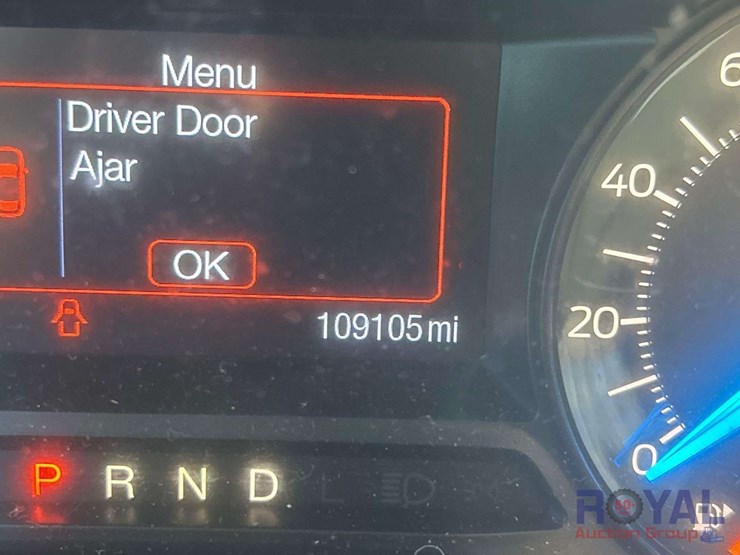 Menu
Driver Door
Ajar
OK
109105 mi
P R N D L
40
20
0
ROYAL
Auction Group